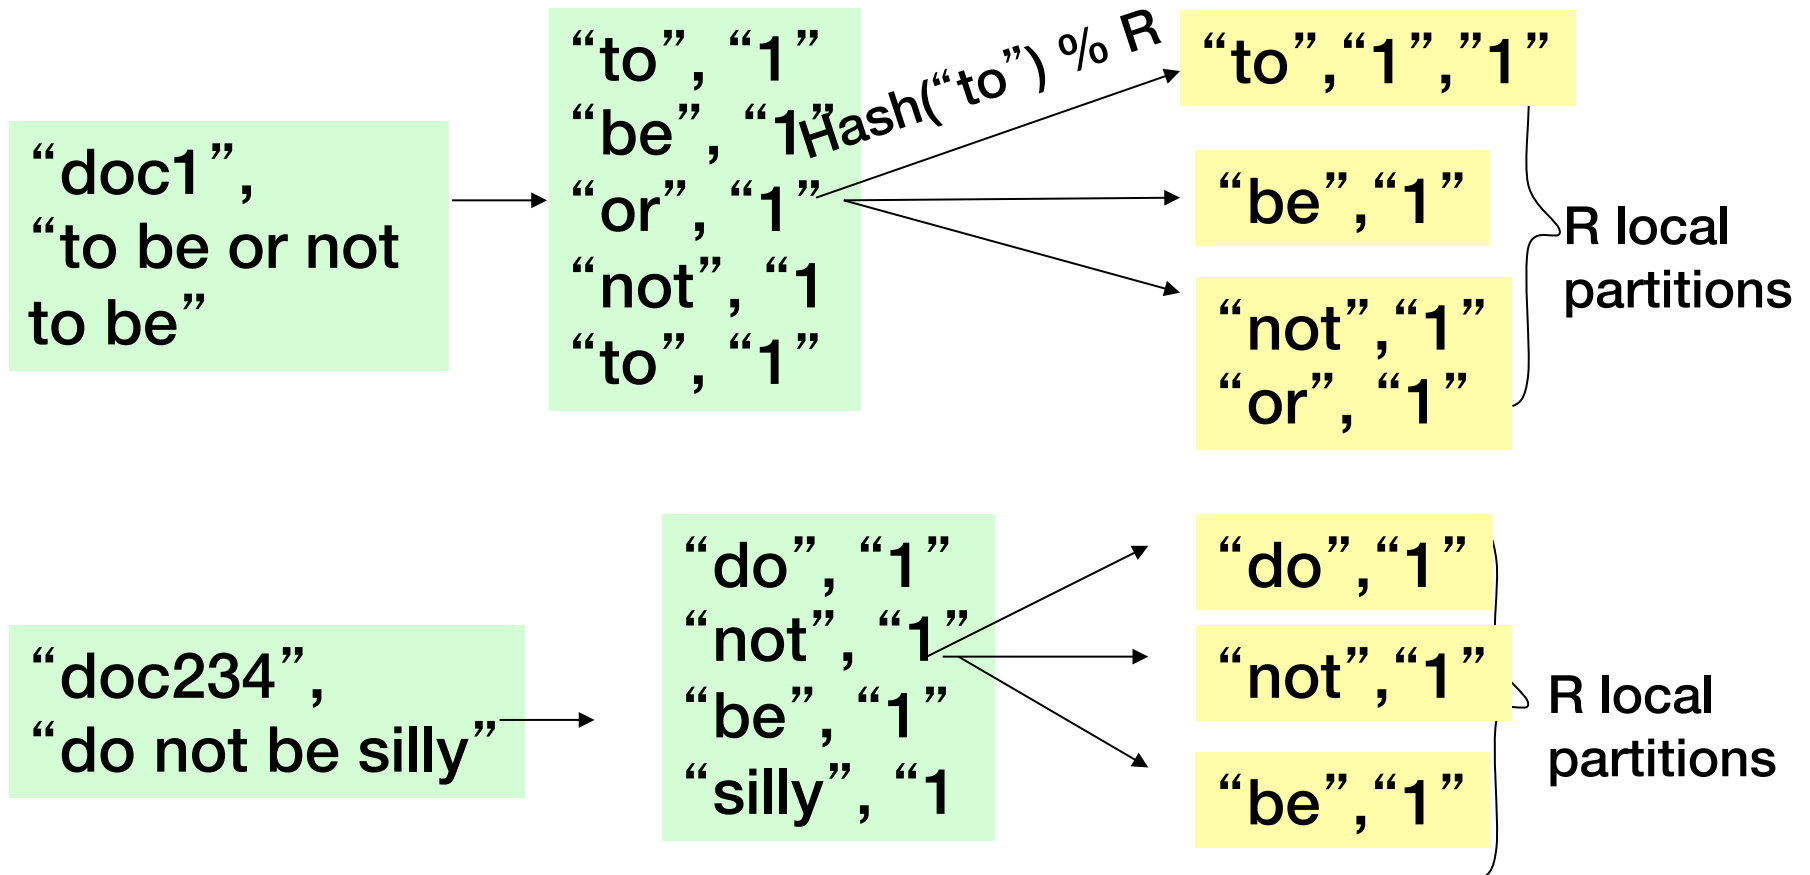 “doc1”,
“to be or not
to be”
“to”, “1”
“be”, “1”
“or”, “1”
“not”, “1
“to”, “1”
Hash(“to”) % R
“to”,“1”,”1”
“be”,“1”
“not”,“1”
“or”, “1”
R local
partitions
“doc234”,
“do not be silly”
“do”, “1”
“not”, “1”
“be”, “1”
“silly”, “1
“do”,“1”
“not”,“1”
“be”,“1”
R local
partitions